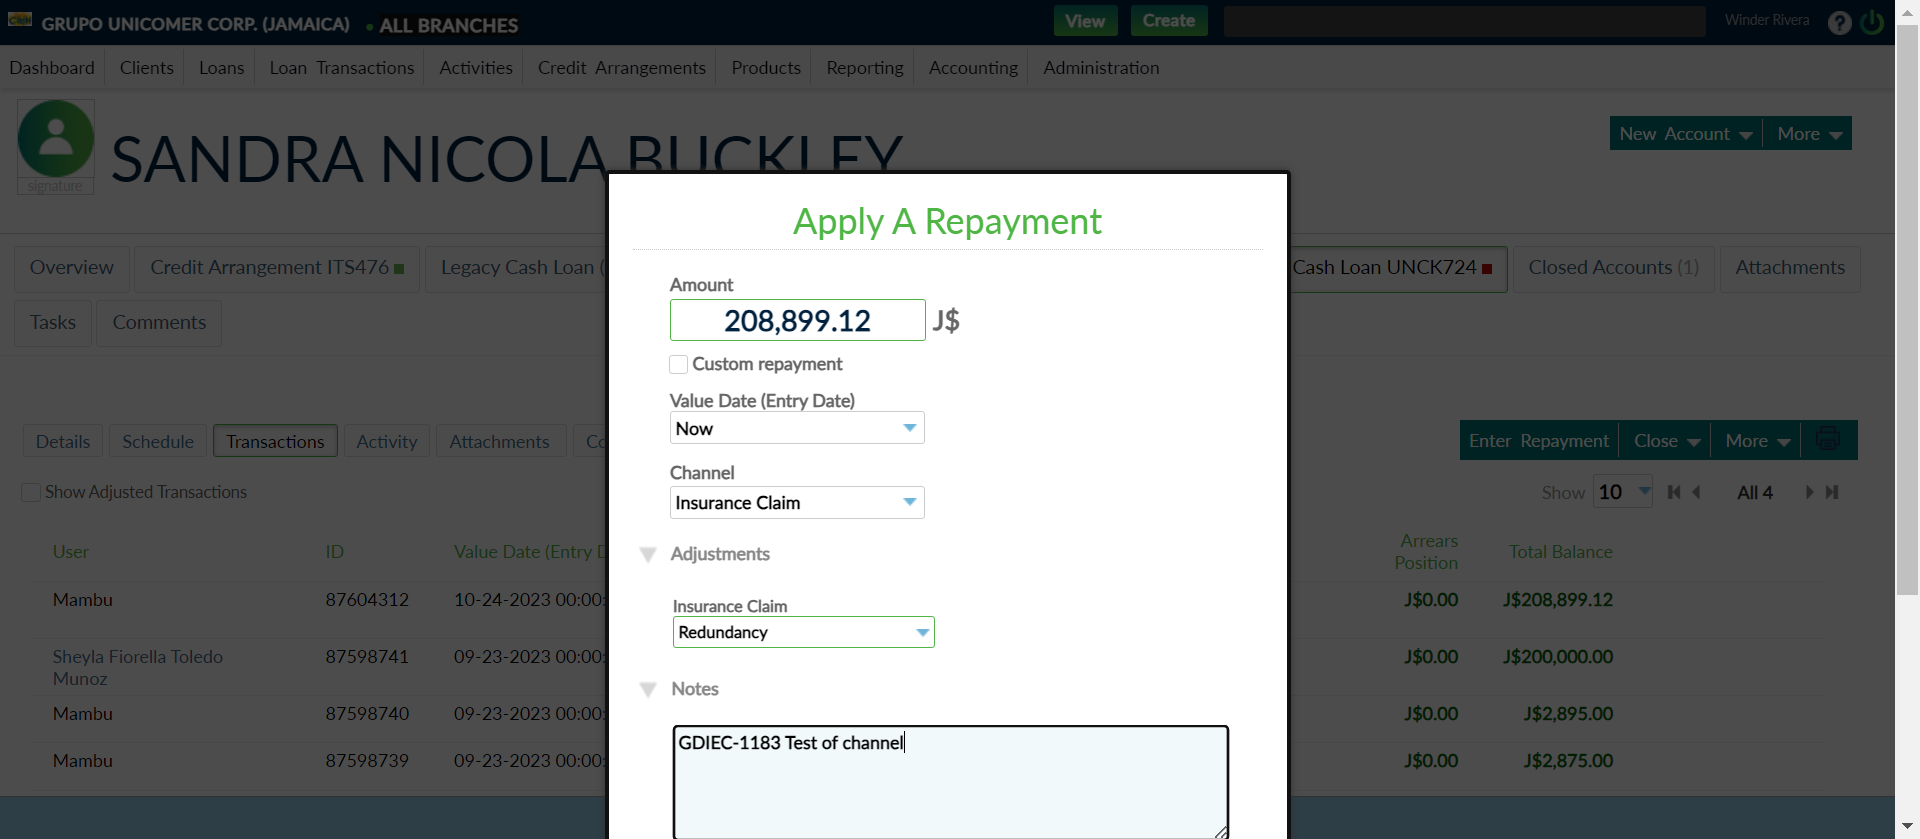 GRUPO UNICOMER CORP. (JAMAICA) • ALL BRANCHES
View Create
Winder Rivera ?
Dashboard Clients Loans Loan Transactions Activities Credit Arrangements Products Reporting Accounting Administration
SANDRA NICOLA BUCKLEY
signature
New Account More
Overview Credit Arrangement ITS476 Legacy Cash Loan ( Cash Loan UNCK724 Closed Accounts (1) Attachments
Tasks Comments
Details Schedule Transactions Activity Attachments Co
Enter Repayment Close More
Show Adjusted Transactions
Show 10 All 4
User ID Value Date (Entry D Arrears Position Total Balance
Mambu 87604312 10-24-2023 00:00: J$0.00 J$208,899.12
Sheyla Fiorella Toledo Munoz 87598741 09-23-2023 00:00: J$0.00 J$200,000.00
Mambu 87598740 09-23-2023 00:00: J$0.00 J$2,895.00
Mambu 87598739 09-23-2023 00:00: J$0.00 J$2,875.00
Apply A Repayment
Amount
208,899.12 J$
Custom repayment
Value Date (Entry Date)
Now
Channel
Insurance Claim
Adjustments
Insurance Claim
Redundancy
Notes
GDIEC-1183 Test of channel